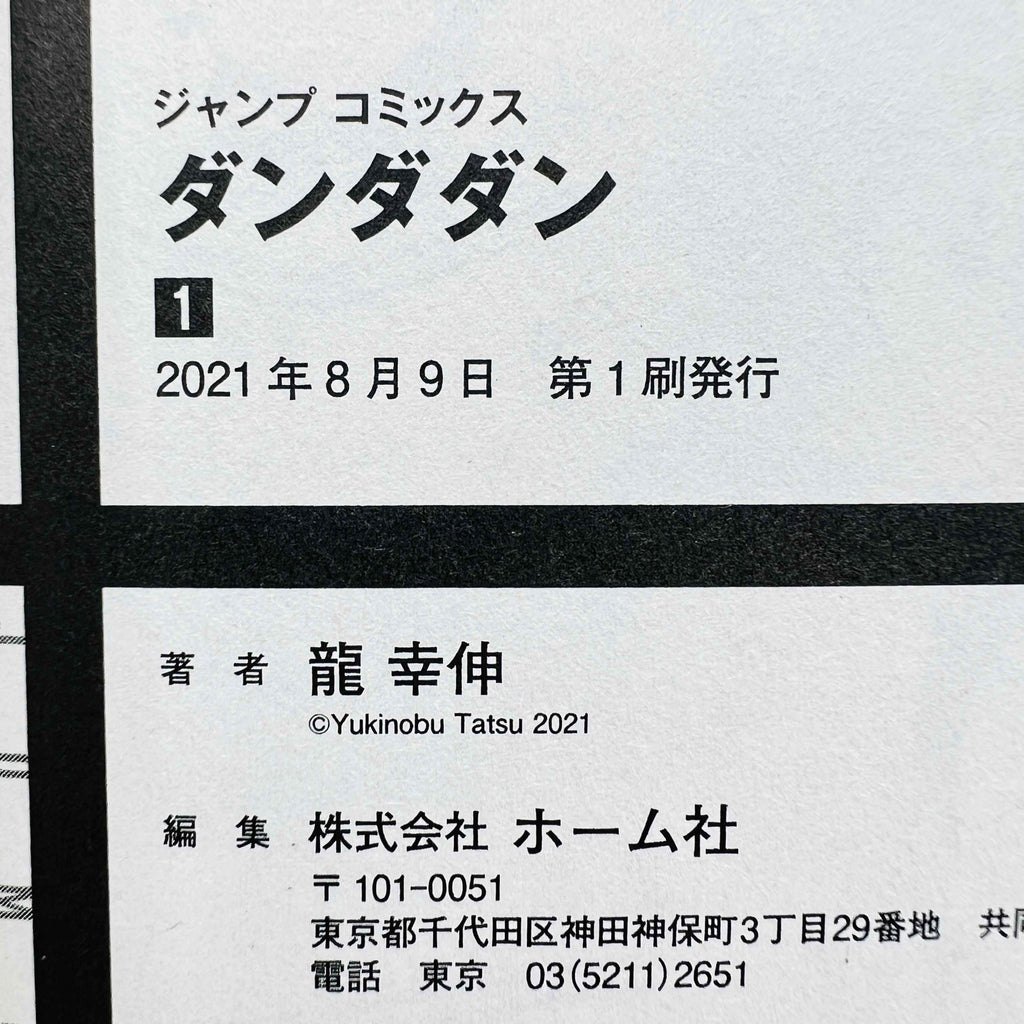 ジャンプ コミックス
ダンダダン
1
2021年8月9日　第1刷発行
著　者　龍 幸伸
©Yukinobu Tatsu 2021
編　集　株式会社 ホーム社
〒101-0051
東京都千代田区神田神保町3丁目29番地　共同
電話　東京　03(5211)2651